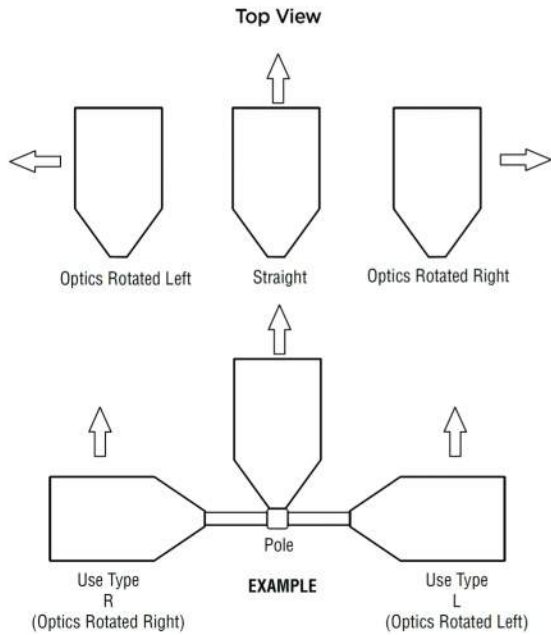 Top View
Optics Rotated Left
Straight
Optics Rotated Right
Pole
Use Type
R
(Optics Rotated Right)
EXAMPLE
Use Type
L
(Optics Rotated Left)